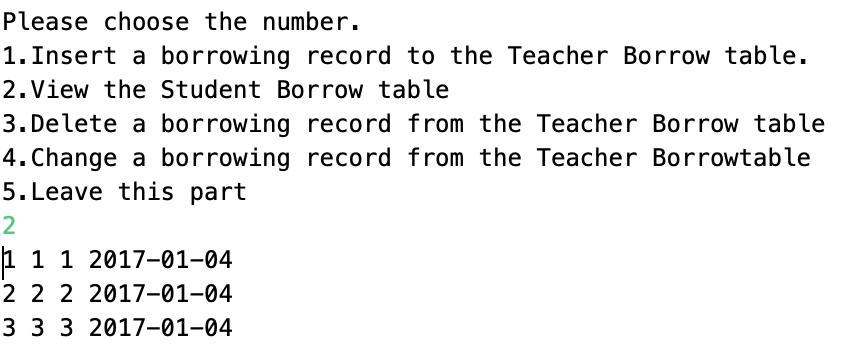 Please choose the number.
1.Insert a borrowing record to the Teacher Borrow table.
2.View the Student Borrow table
3.Delete a borrowing record from the Teacher Borrow table
4.Change a borrowing record from the Teacher Borrowtable
5.Leave this part
2
1 1 1 2017-01-04
2 2 2 2017-01-04
3 3 3 2017-01-04